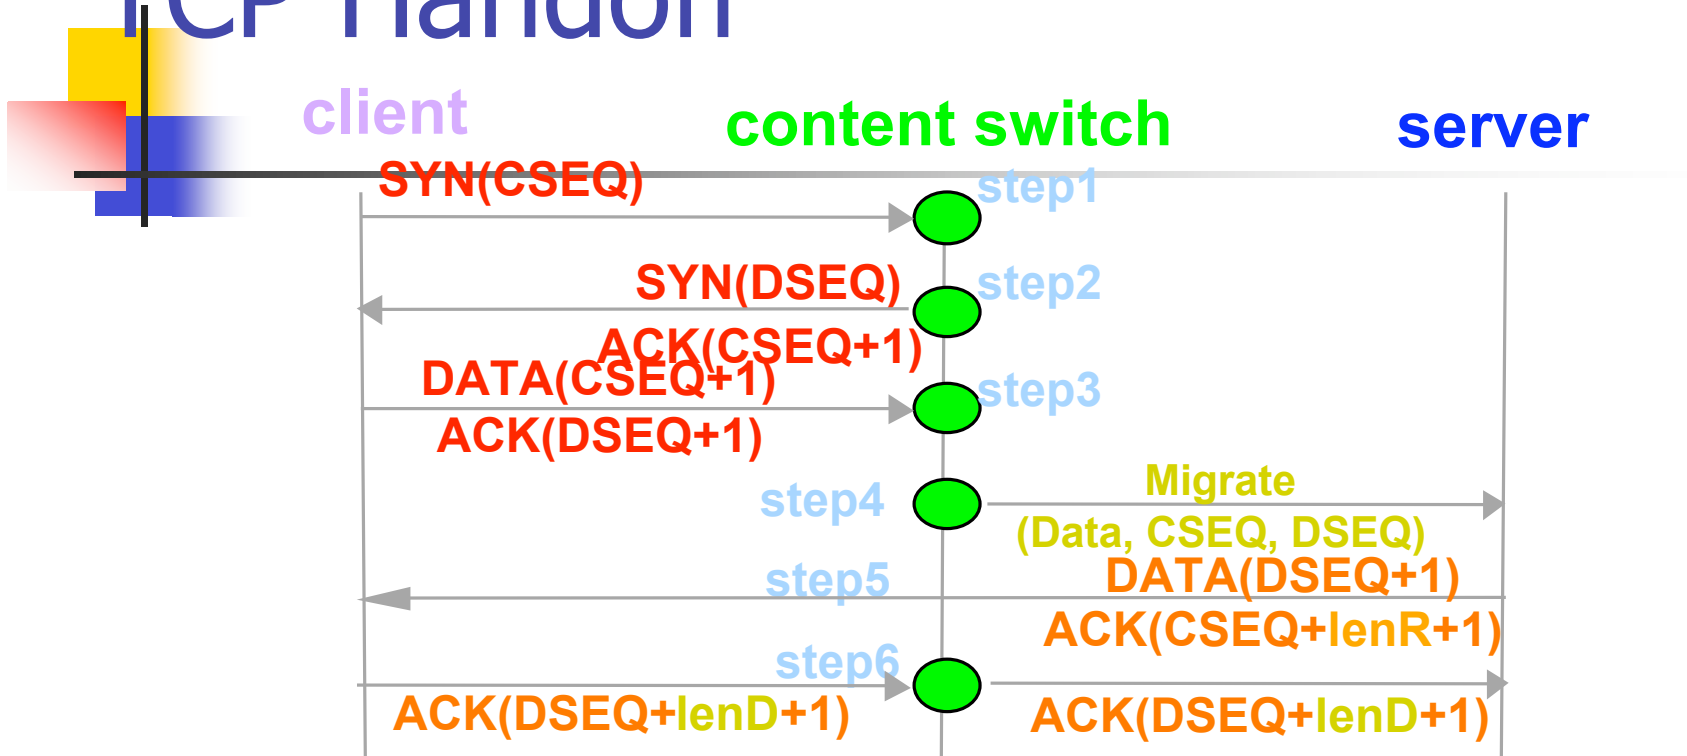 TCP Handoff
client
content switch
server
SYN(CSEQ)
step1
SYN(DSEQ)
step2
ACK(CSEQ+1)
DATA(CSEQ+1)
step3
ACK(DSEQ+1)
step4
Migrate
(Data, CSEQ, DSEQ)
step5
DATA(DSEQ+1)
ACK(CSEQ+lenR+1)
step6
ACK(DSEQ+lenD+1)
ACK(DSEQ+lenD+1)